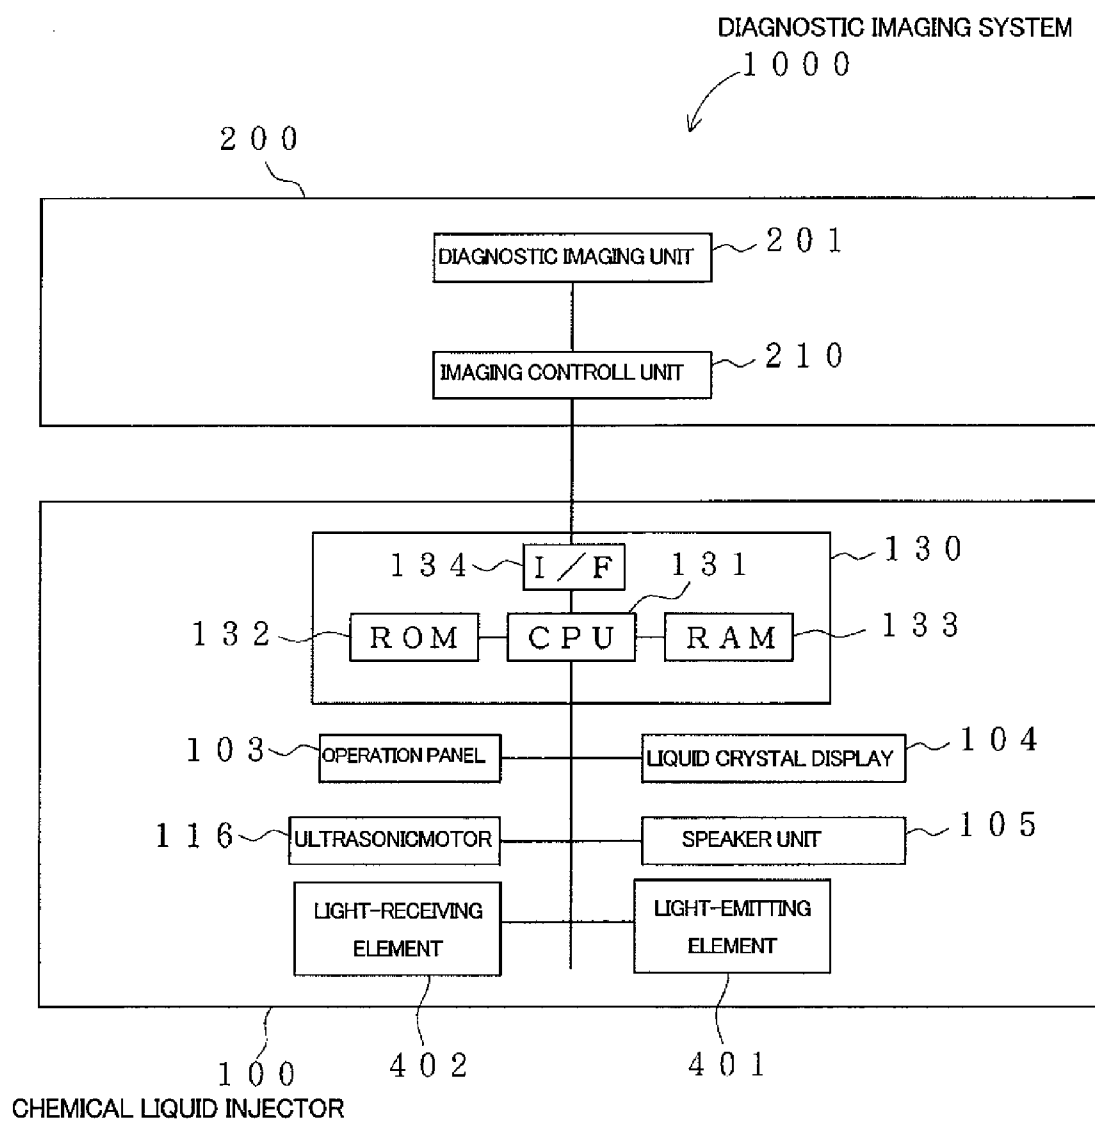 DIAGNOSTIC IMAGING SYSTEM
1000
200
DIAGNOSTIC IMAGING UNIT
201
IMAGING CONTROLL UNIT
210
134
I/F
131
130
132
ROM
CPU
RAM
133
103
OPERATION PANEL
LIQUID CRYSTAL DISPLAY
104
116
ULTRASONICMOTOR
SPEAKER UNIT
105
LIGHT-RECEIVING
ELEMENT
LIGHT-EMITTING
ELEMENT
100
402
401
CHEMICAL LIQUID INJECTOR